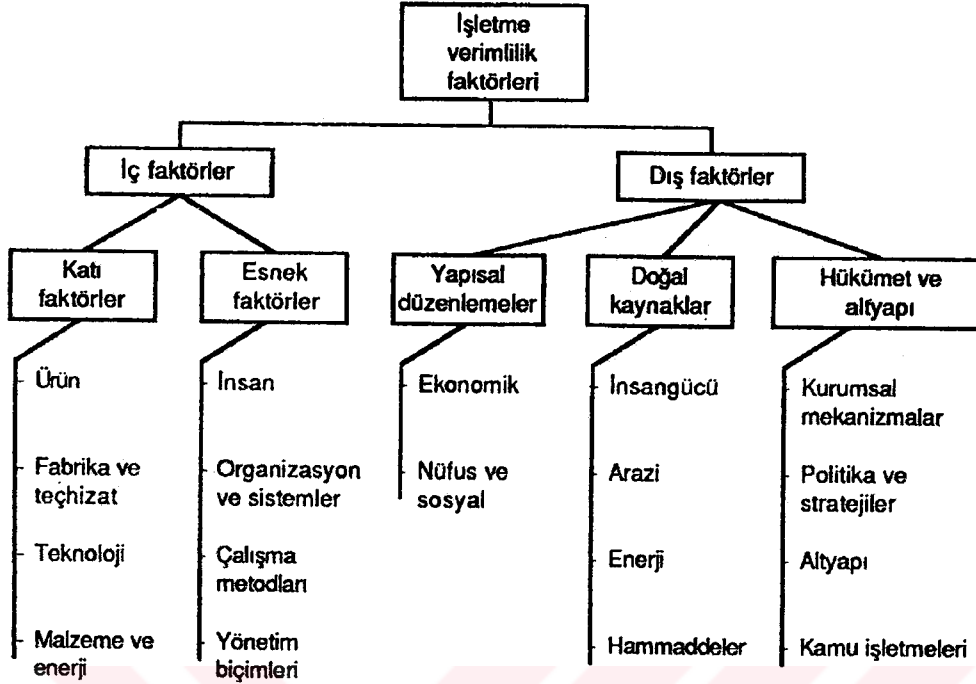 İşletme
verimlilik
faktörleri
İç faktörler
Dış faktörler
Katı
faktörler
Esnek
faktörler
Yapısal
düzenlemeler
Doğal
kaynaklar
Hükümet ve
altyapı
Ürün
Fabrika ve
teçhizat
Teknoloji
Malzeme ve
enerji
İnsan
Organizasyon
ve sistemler
Çalışma
metodları
Yönetim
biçimleri
Ekonomik
Nüfus ve
sosyal
İnsangücü
Arazi
Enerji
Hammaddeler
Kurumsal
mekanizmalar
Politika ve
stratejiler
Altyapı
Kamu işletmeleri